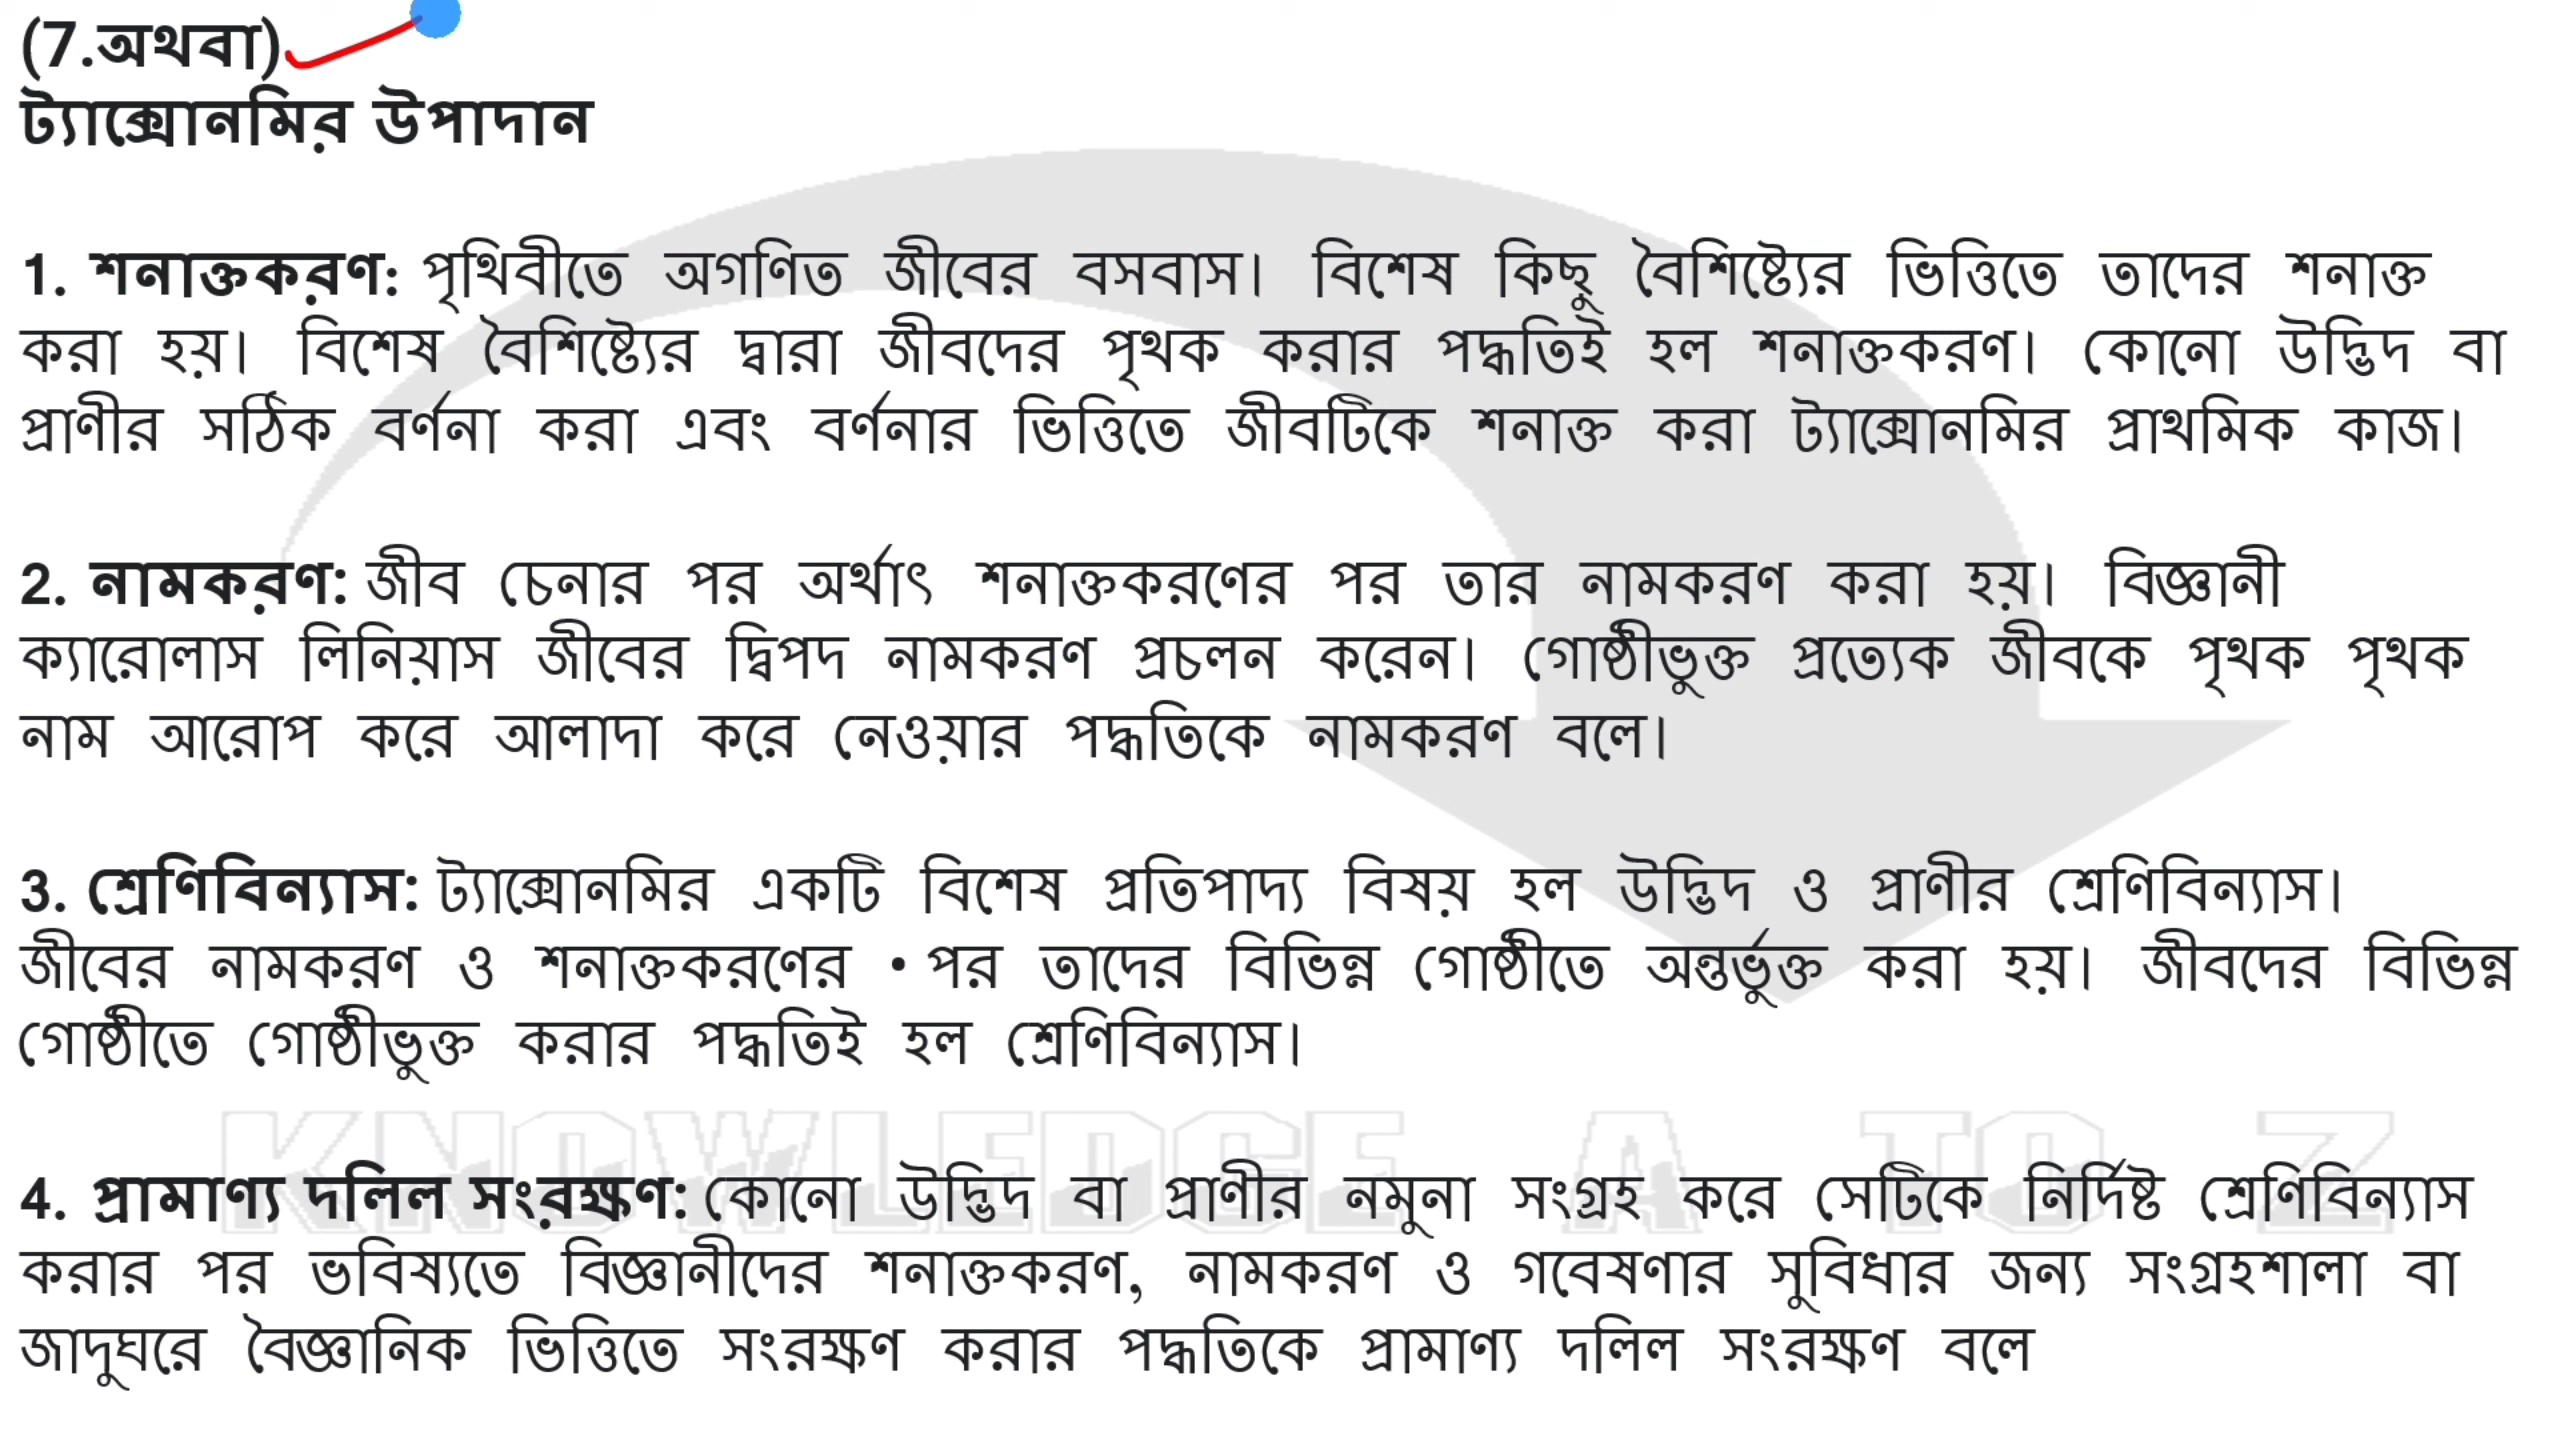 (7.অথবা)
ট্যাক্সোনমির উপাদান
1. শনাক্তকরণ: পৃথিবীতে অগণিত জীবের বসবাস। বিশেষ কিছু বৈশিষ্ট্যের ভিত্তিতে তাদের শনাক্ত
করা হয়। বিশেষ বৈশিষ্ট্যের দ্বারা জীবদের পৃথক করার পদ্ধতিই হল শনাক্তকরণ। কোনো উদ্ভিদ বা
প্রাণীর সঠিক বর্ণনা করা এবং বর্ণনার ভিত্তিতে জীবটিকে শনাক্ত করা ট্যাক্সোনমির প্রাথমিক কাজ।
2. নামকরণ: জীব চেনার পর অর্থাৎ শনাক্তকরণের পর তার নামকরণ করা হয়। বিজ্ঞানী
ক্যারোলাস লিনিয়াস জীবের দ্বিপদ নামকরণ প্রচলন করেন। গোষ্ঠীভুক্ত প্রত্যেক জীবকে পৃথক পৃথক
নাম আরোপ করে আলাদা করে নেওয়ার পদ্ধতিকে নামকরণ বলে।
3. শ্রেণিবিন্যাস: ট্যাক্সোনমির একটি বিশেষ প্রতিপাদ্য বিষয় হল উদ্ভিদ ও প্রাণীর শ্রেণিবিন্যাস।
জীবের নামকরণ ও শনাক্তকরণের • পর তাদের বিভিন্ন গোষ্ঠীতে অন্তর্ভুক্ত করা হয়। জীবদের বিভিন্ন
গোষ্ঠীতে গোষ্ঠীভুক্ত করার পদ্ধতিই হল শ্রেণিবিন্যাস।
KNOWLEDGE A TO Z
4. প্রামাণ্য দলিল সংরক্ষণ: কোনো উদ্ভিদ বা প্রাণীর নমুনা সংগ্রহ করে সেটিকে নির্দিষ্ট শ্রেণিবিন্যাস
করার পর ভবিষ্যতে বিজ্ঞানীদের শনাক্তকরণ, নামকরণ ও গবেষণার সুবিধার জন্য সংগ্রহশালা বা
জাদুঘরে বৈজ্ঞানিক ভিত্তিতে সংরক্ষণ করার পদ্ধতিকে প্রামাণ্য দলিল সংরক্ষণ বলে